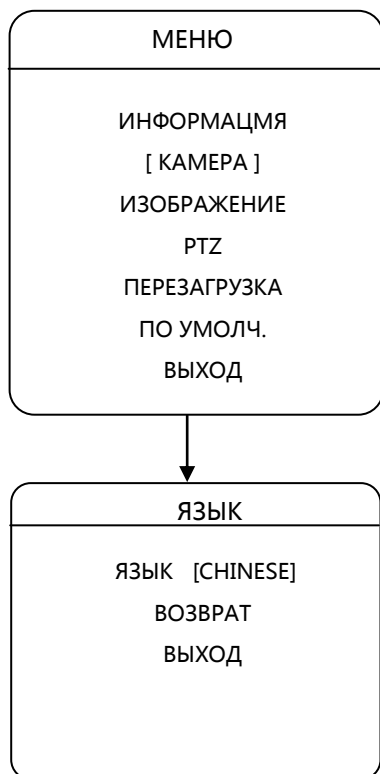 МЕНЮ
ИНФОРМАЦМЯ
[ КАМЕРА ]
ИЗОБРАЖЕНИЕ
PTZ
ПЕРЕЗАГРУЗКА
ПО УМОЛЧ.
ВЫХОД
ЯЗЫК
ЯЗЫК [CHINESE]
ВОЗВРАТ
ВЫХОД